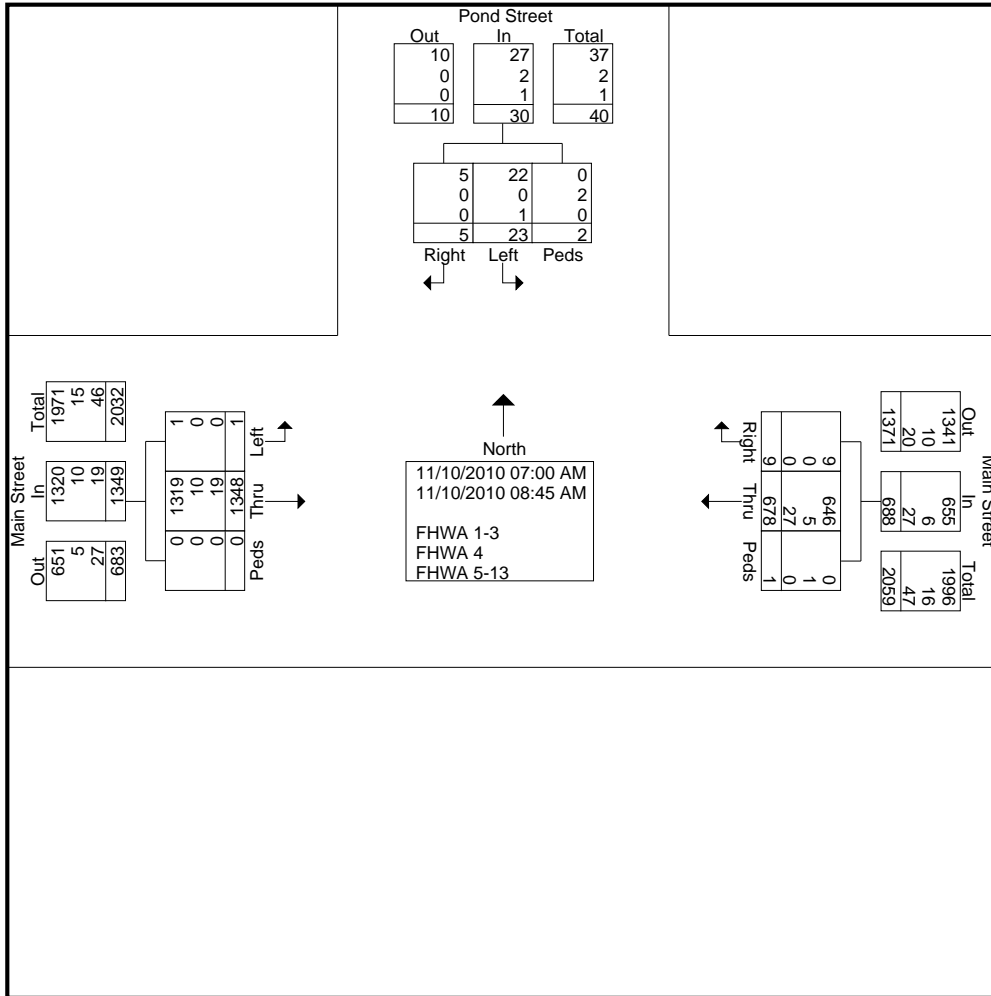 Pond Street
Out In Total
10 27 37
0 2 2
0 1 1
10 30 40
5 22 0
0 0 2
0 1 0
5 23 2
Right Left Peds
Main Street
Total In Out
1971 1320 651
15 10 5
46 19 27
2032 1349 683
Left Thru Peds
1 1319 0
0 10 0
0 19 0
1 1348 0
North
11/10/2010 07:00 AM
11/10/2010 08:45 AM
FHWA 1-3
FHWA 4
FHWA 5-13
Right Thru Peds
9 646 0
0 5 1
0 27 0
9 678 1
Main Street
Out In Total
1341 655 1996
10 6 16
20 27 47
1371 688 2059